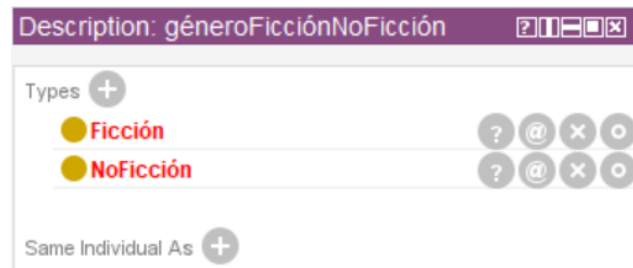 Description: géneroFicciónNoFicción
Types
Ficción
NoFicción
Same Individual As